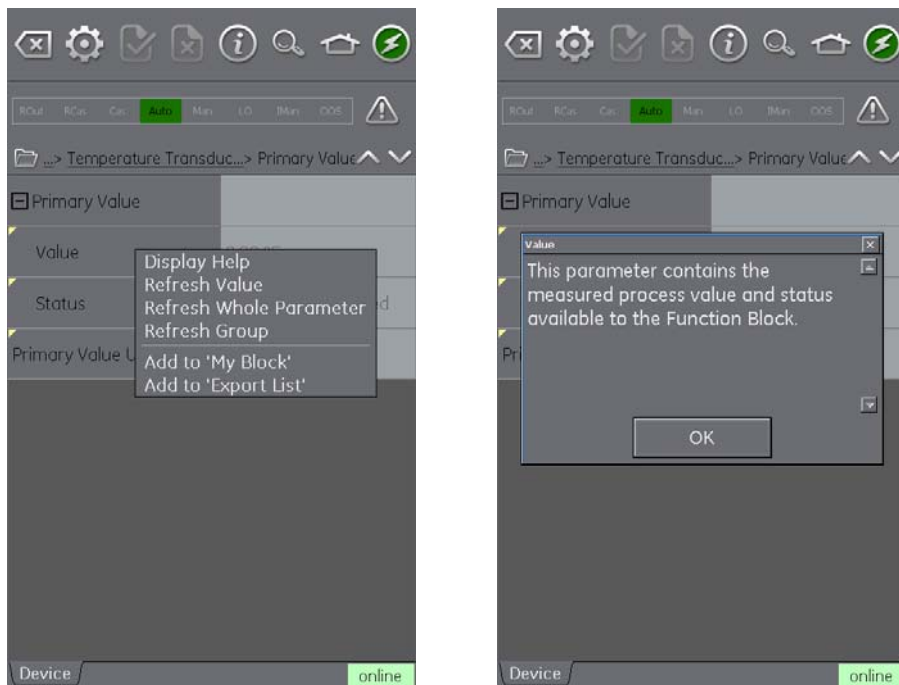 ROut RCas Cas Auto Man LO IMan OOS
...> Temperature Transduc...> Primary Value
Primary Value
Value
Status
Primary Value U
Display Help
Refresh Value
Refresh Whole Parameter
Refresh Group
Add to 'My Block'
Add to 'Export List'
Device
online
ROut RCas Cas Auto Man LO IMan OOS
...> Temperature Transduc...> Primary Value
Primary Value
Value
This parameter contains the
measured process value and status
available to the Function Block.
Pri
OK
Device
online